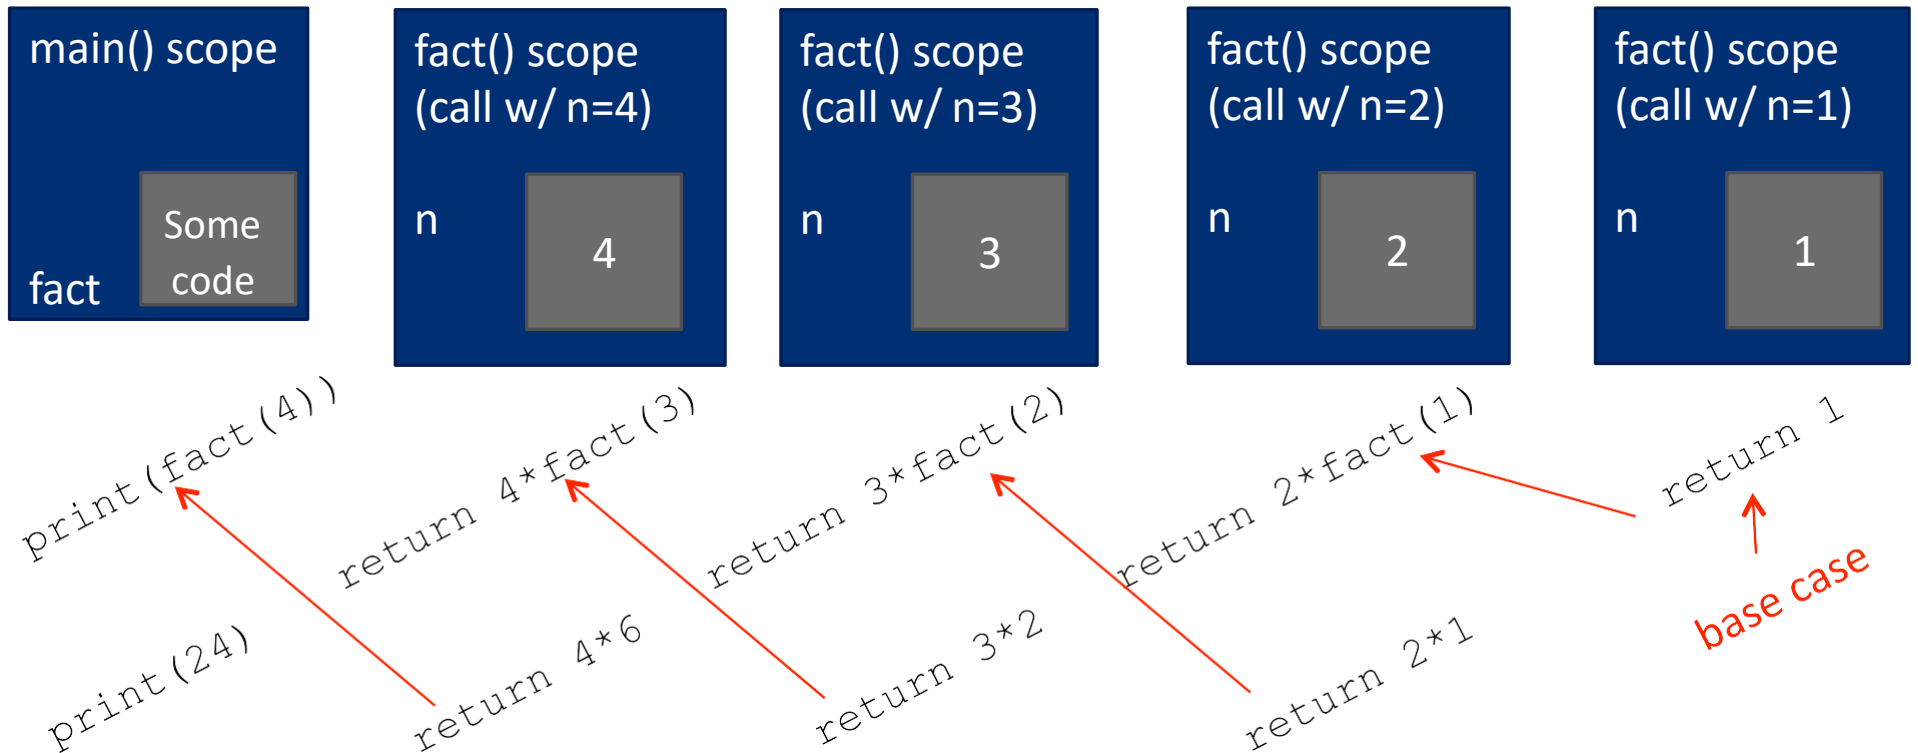 main() scope
Some
code
fact
fact() scope
(call w/ n=4)
n
4
fact() scope
(call w/ n=3)
n
3
fact() scope
(call w/ n=2)
n
2
fact() scope
(call w/ n=1)
n
1
print(fact(4))
return 4*fact(3)
return 3*fact(2)
return 2*fact(1)
return 1
base case
print(24)
return 4*6
return 3*2
return 2*1